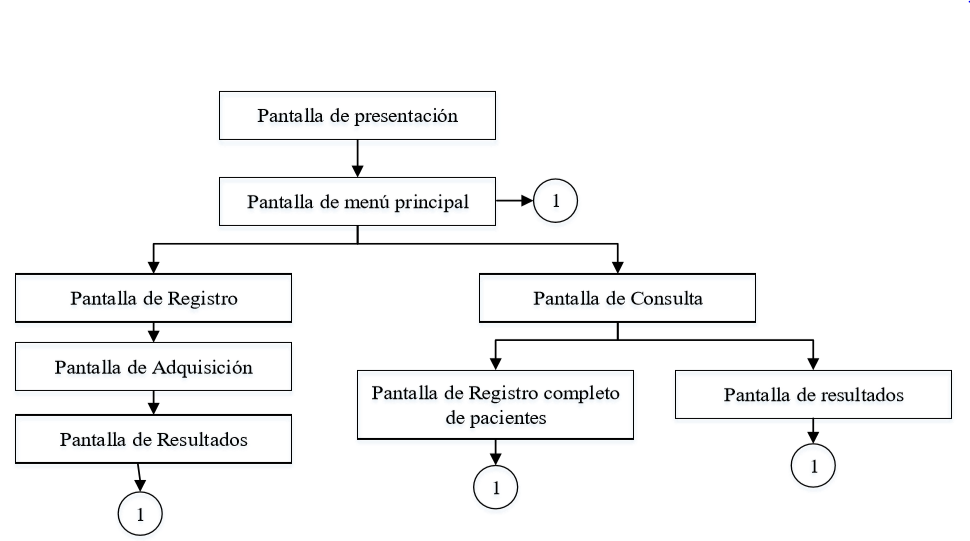 Pantalla de presentación
Pantalla de menú principal
1
Pantalla de Registro
Pantalla de Consulta
Pantalla de Adquisición
Pantalla de Registro completo
de pacientes
Pantalla de resultados
Pantalla de Resultados
1
1
1